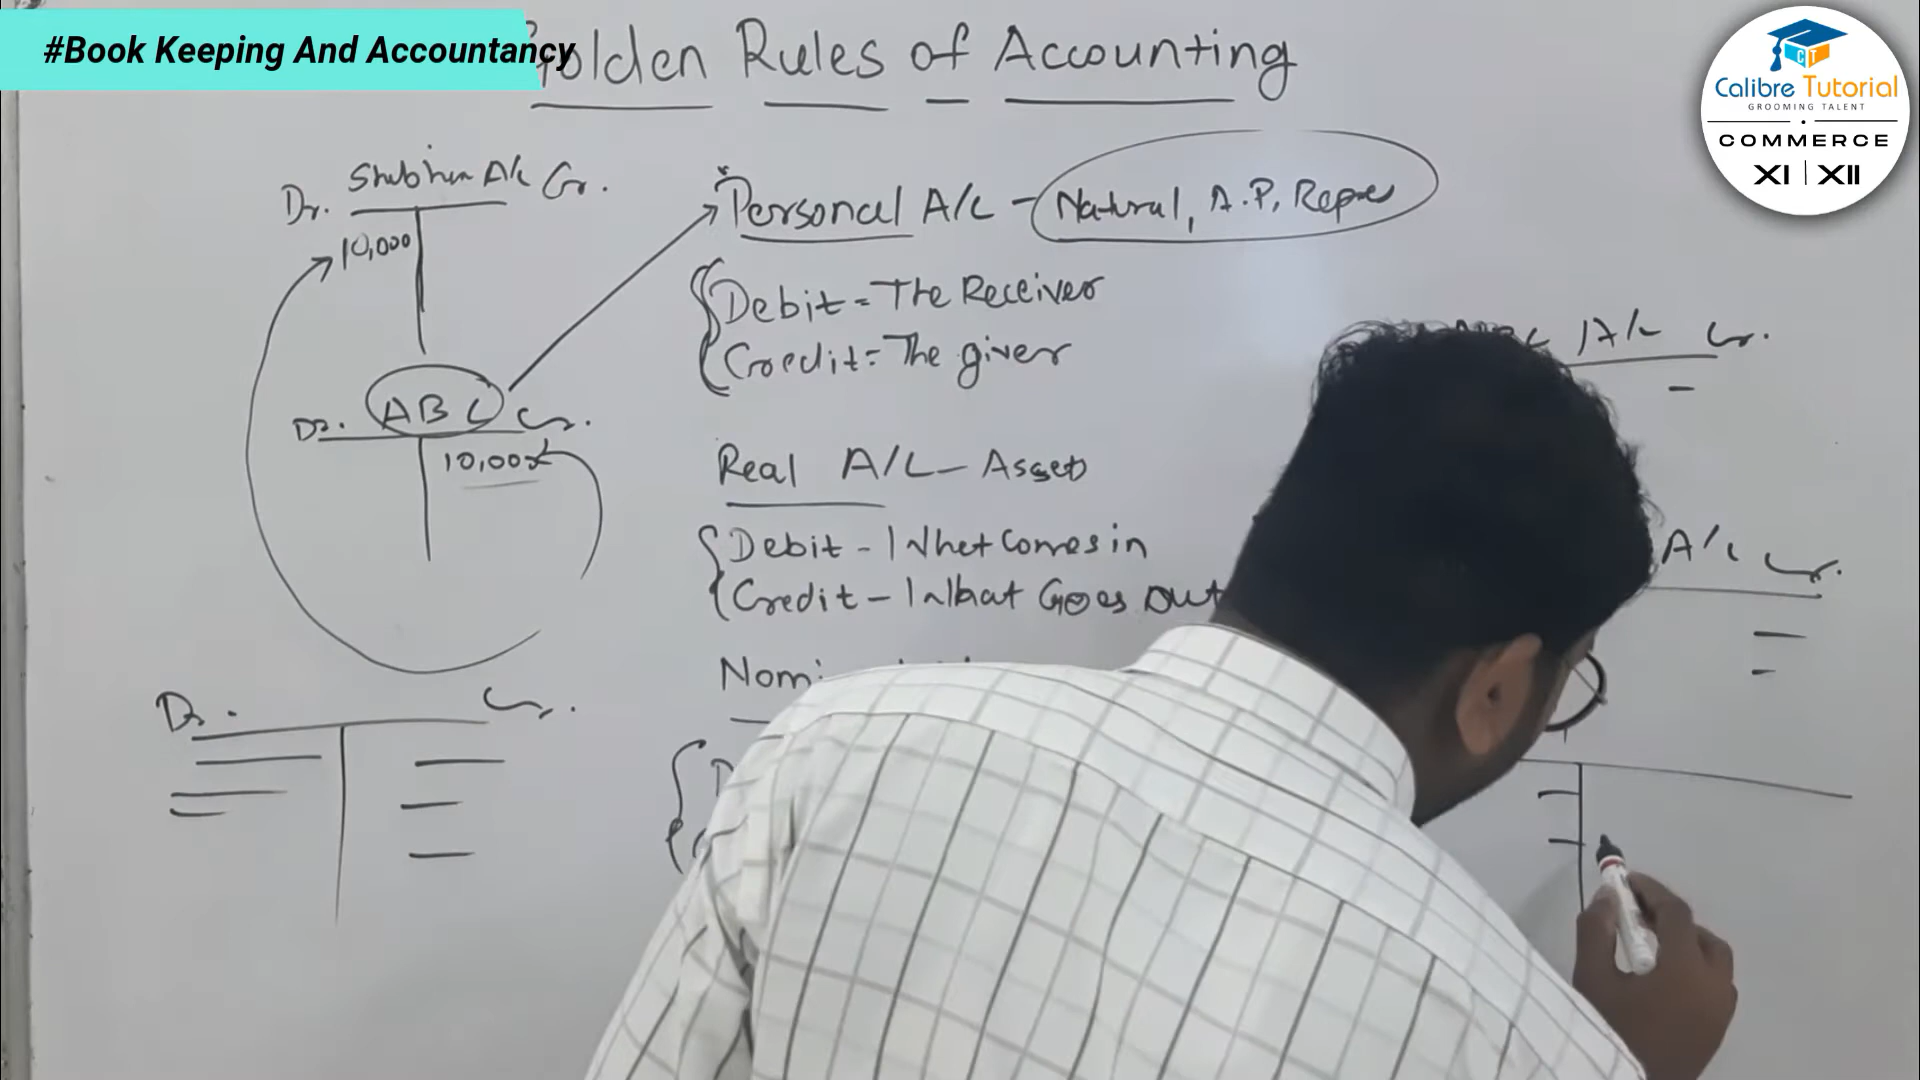 #Book Keeping And Accountancy
Golden Rules of Accounting
Calibre Tutorial
GROOMING TALENT
COMMERCE
XI | XII
CT
Dr. Shubham A/c Cr.
10,000
Dr. ABC Cr.
10,000
Dr. Cr.
Personal A/c - Natural, A.P, Repres
Debit = The Receiver
Credit = The giver
Real A/c - Asset
Debit - What Comes in
Credit - What Goes Out
Nomi
A/c Cr.
A/c Cr.